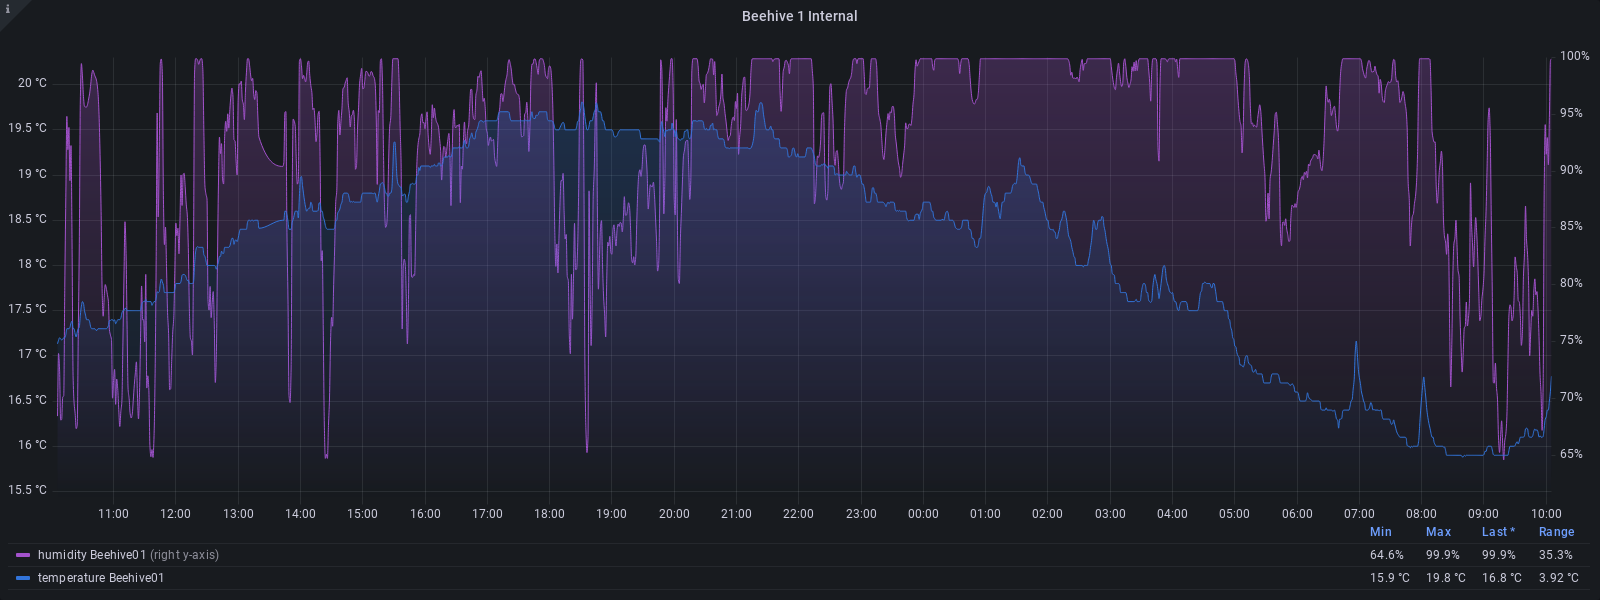 i
Beehive 1 Internal
20 °C
19.5 °C
19 °C
18.5 °C
18 °C
17.5 °C
17 °C
16.5 °C
16 °C
15.5 °C
100%
95%
90%
85%
80%
75%
70%
65%
11:00 12:00 13:00 14:00 15:00 16:00 17:00 18:00 19:00 20:00 21:00 22:00 23:00 00:00 01:00 02:00 03:00 04:00 05:00 06:00 07:00 08:00 09:00 10:00
Min Max Last * Range
humidity Beehive01 (right y-axis) 64.6% 99.9% 99.9% 35.3%
temperature Beehive01 15.9 °C 19.8 °C 16.8 °C 3.92 °C